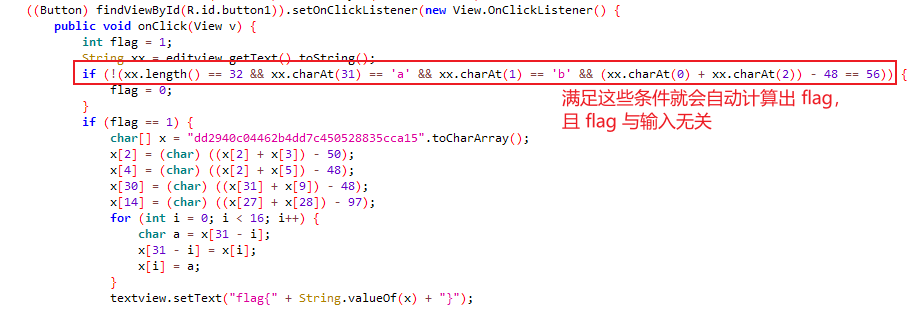 ((Button) findViewById(R.id.button1)).setOnClickListener(new View.OnClickListener() {
public void onClick(View v) {
int flag = 1;
String xx = editview.getText().toString();
if (!(xx.length() == 32 && xx.charAt(31) == 'a' && xx.charAt(1) == 'b' && (xx.charAt(0) + xx.charAt(2)) - 48 == 56)) {
flag = 0;
满足这些条件就会自动计算出 flag，
}
且 flag 与输入无关
if (flag == 1) {
char[] x = "dd2940c04462b4dd7c450528835cca15".toCharArray();
x[2] = (char) ((x[2] + x[3]) - 50);
x[4] = (char) ((x[2] + x[5]) - 48);
x[30] = (char) ((x[31] + x[9]) - 48);
x[14] = (char) ((x[27] + x[28]) - 97);
for (int i = 0; i < 16; i++) {
char a = x[31 - i];
x[31 - i] = x[i];
x[i] = a;
}
textview.setText("flag{" + String.valueOf(x) + "}");